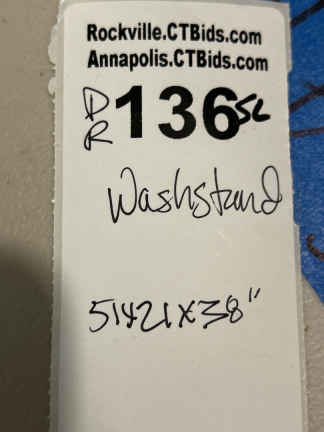 Rockville.CTBids.com
Annapolis.CTBids.com
DR 136 SL
Washstand
51x21x38"